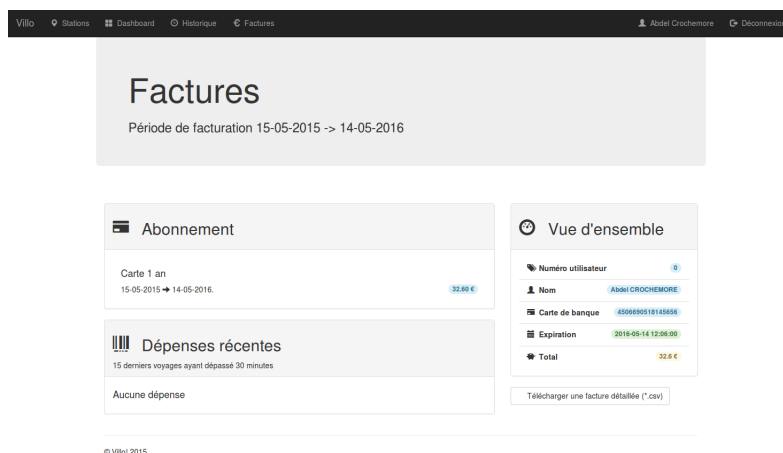 Villo Stations Dashboard Historique Factures Abdel Crochemore Déconnexion
Factures
Période de facturation 15-05-2015 -> 14-05-2016
Abonnement
Carte 1 an
15-05-2015 ➔ 14-05-2016.
32.60 €
Dépenses récentes
15 derniers voyages ayant dépassé 30 minutes
Aucune dépense
Vue d'ensemble
Numéro utilisateur 0
Nom Abdel CROCHEMORE
Carte de banque 4506690518145656
Expiration 2016-05-14 12:06:00
Total 32.6 €
Télécharger une facture détaillée (*.csv)
© Villo! 2015